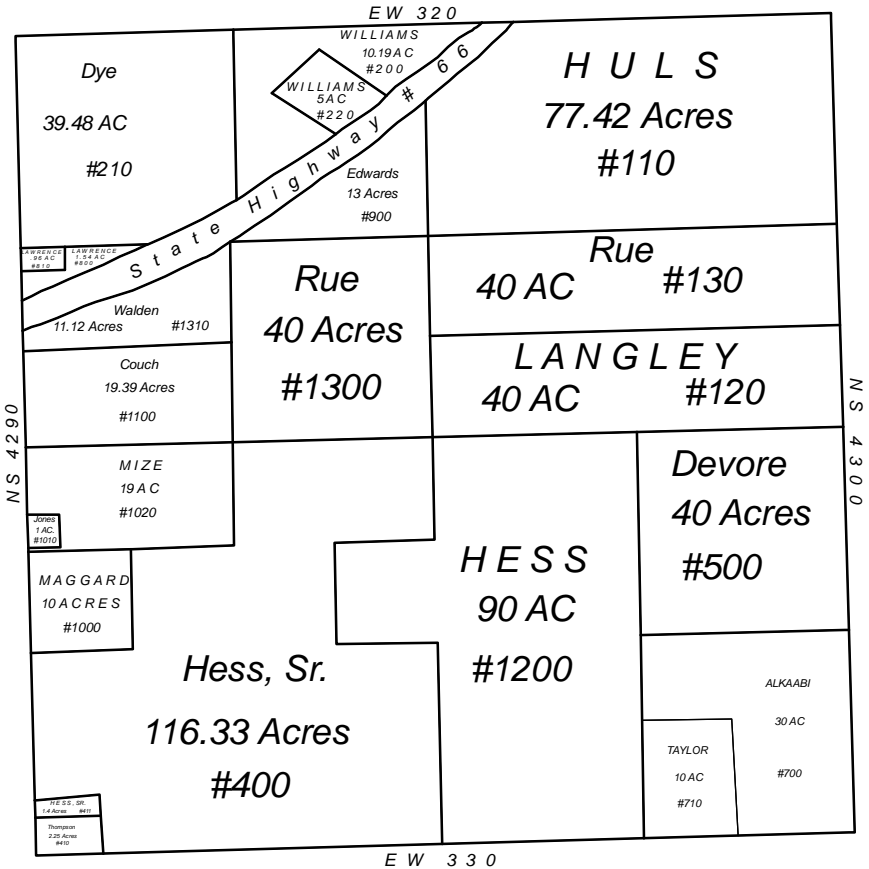 EW 320
Dye
39.48 AC
#210
WILLIAMS
10.19 AC
#200
WILLIAMS
5 AC
#220
State Highway # 66
HULS
77.42 Acres
#110
Edwards
13 Acres
#900
LAWRENCE
.96 AC
#810
LAWRENCE
1.54 AC
#800
Walden
11.12 Acres #1310
Rue
40 Acres
#1300
Rue
40 AC #130
LANGLEY
40 AC #120
Couch
19.39 Acres
#1100
NS 4290
NS 4300
MIZE
19 AC
#1020
Jones
1 AC.
#1010
MAGGARD
10 ACRES
#1000
Hess, Sr.
116.33 Acres
#400
HESS
90 AC
#1200
Devore
40 Acres
#500
ALKAABI
30 AC
#700
TAYLOR
10 AC
#710
HESS, SR.
1.4 Acres #411
Thompson
2.25 Acres
#410
EW 330